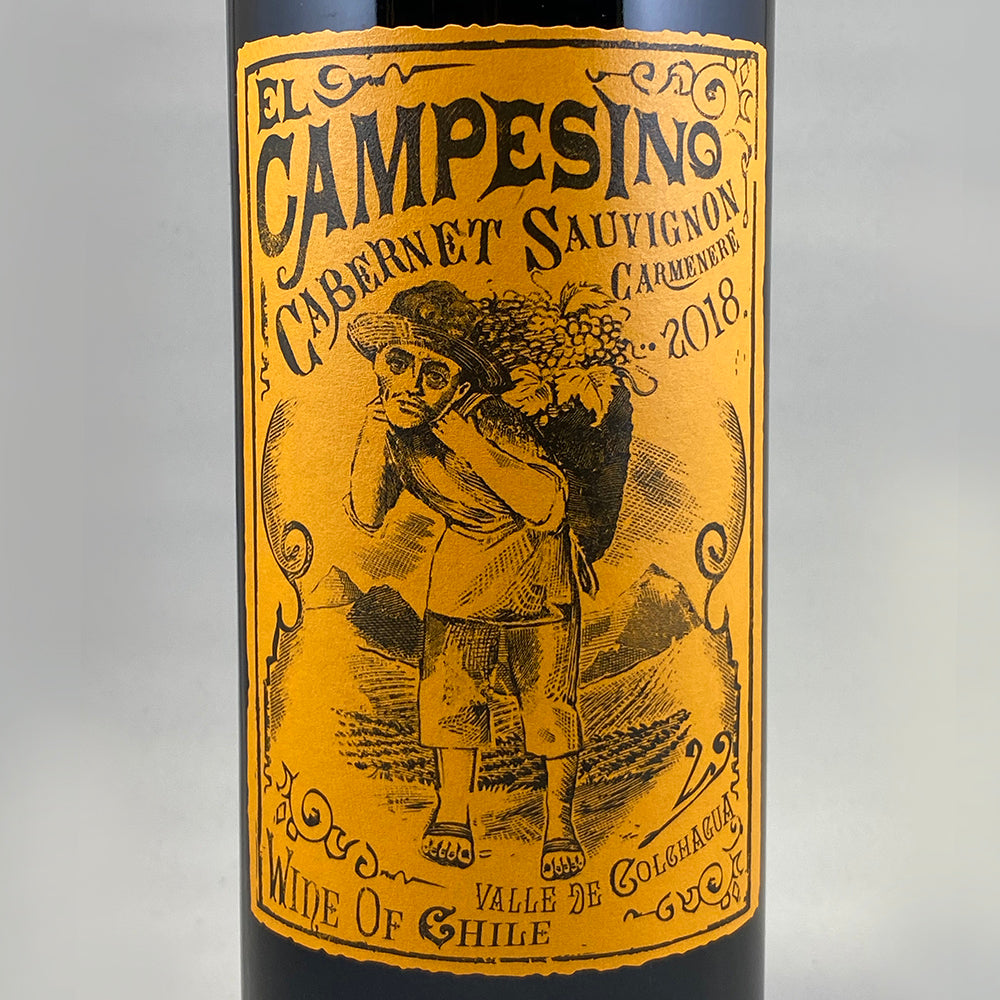 EL
CAMPESINO
CABERNET SAUVIGNON
CARMENERE
2018.
VALLE DE COLCHAGUA
WINE OF CHILE